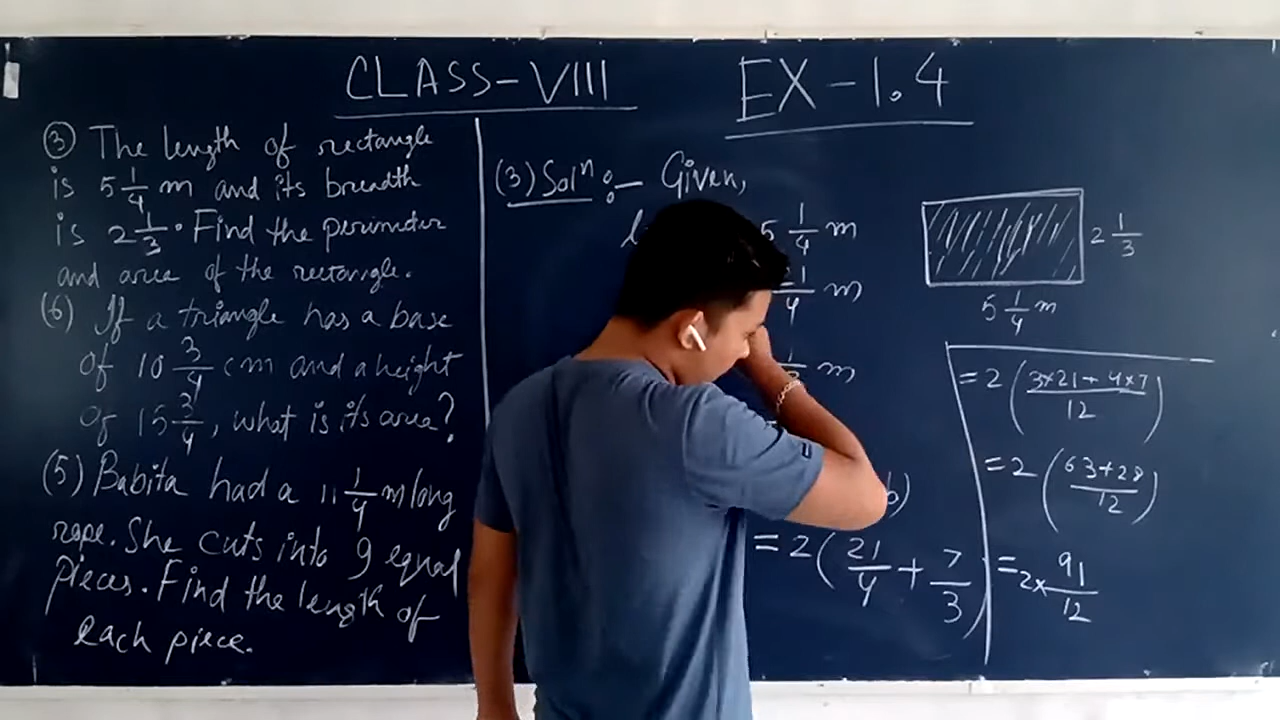 CLASS-VIII
EX-1.4
(3) The length of rectangle
is 5 1/4 m and its breadth
is 2 1/3. Find the perimeter
and area of the rectangle.
(6) If a triangle has a base
of 10 3/4 cm and a height
of 15 3/4, what is its area?
(5) Babita had a 11 1/4 m long
rope. She cuts into 9 equal
pieces. Find the length of
each piece.
(3) Solⁿ :- Given,
l
5 1/4 m
21/4 m
m
b)
= 2(21/4 + 7/3)
2 1/3
5 1/4 m
= 2 ((3×21+4×7)/12)
= 2 ((63+28)/12)
= 2× 91/12